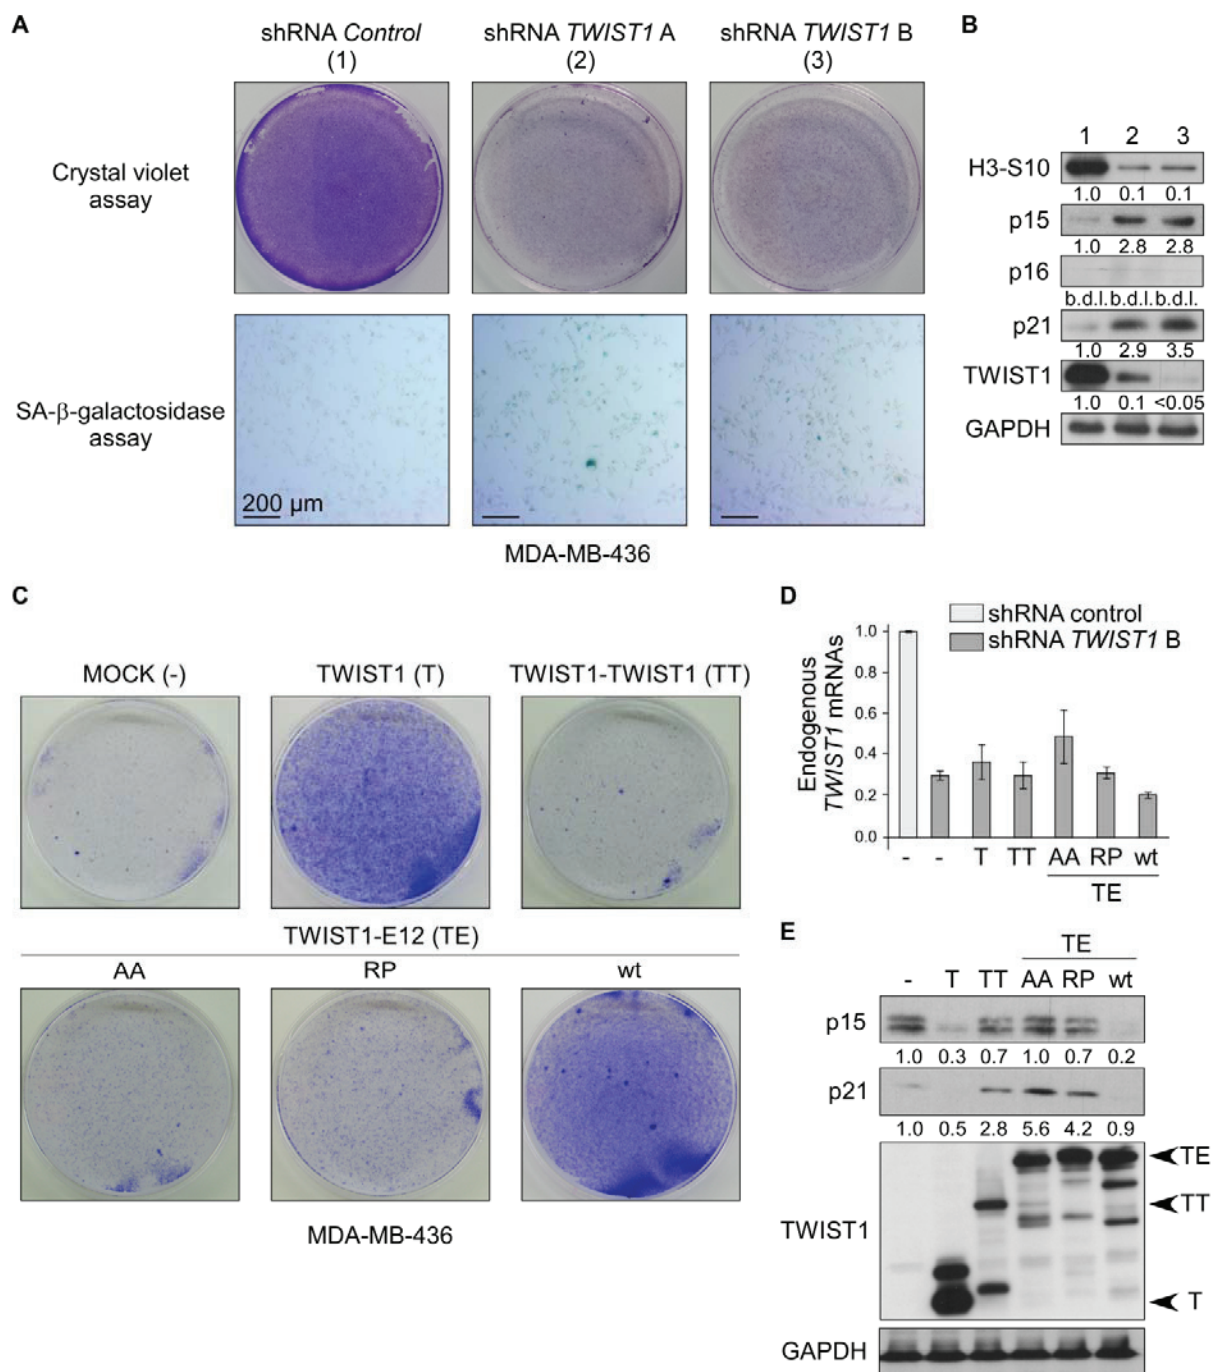 A
shRNA Control
(1)
shRNA TWIST1 A
(2)
shRNA TWIST1 B
(3)
Crystal violet
assay
SA-β-galactosidase
assay
200 µm
MDA-MB-436
B
1 2 3
H3-S10
1.0 0.1 0.1
p15
1.0 2.8 2.8
p16
b.d.l. b.d.l. b.d.l.
p21
1.0 2.9 3.5
TWIST1
1.0 0.1 <0.05
GAPDH
C
MOCK (-)
TWIST1 (T)
TWIST1-TWIST1 (TT)
TWIST1-E12 (TE)
AA RP wt
MDA-MB-436
D
shRNA control
shRNA TWIST1 B
Endogenous
TWIST1 mRNAs
1.0
0.8
0.6
0.4
0.2
0.0
- - T TT AA RP wt
TE
E
TE
- T TT AA RP wt
p15
1.0 0.3 0.7 1.0 0.7 0.2
p21
1.0 0.5 2.8 5.6 4.2 0.9
TWIST1
TE
TT
T
GAPDH